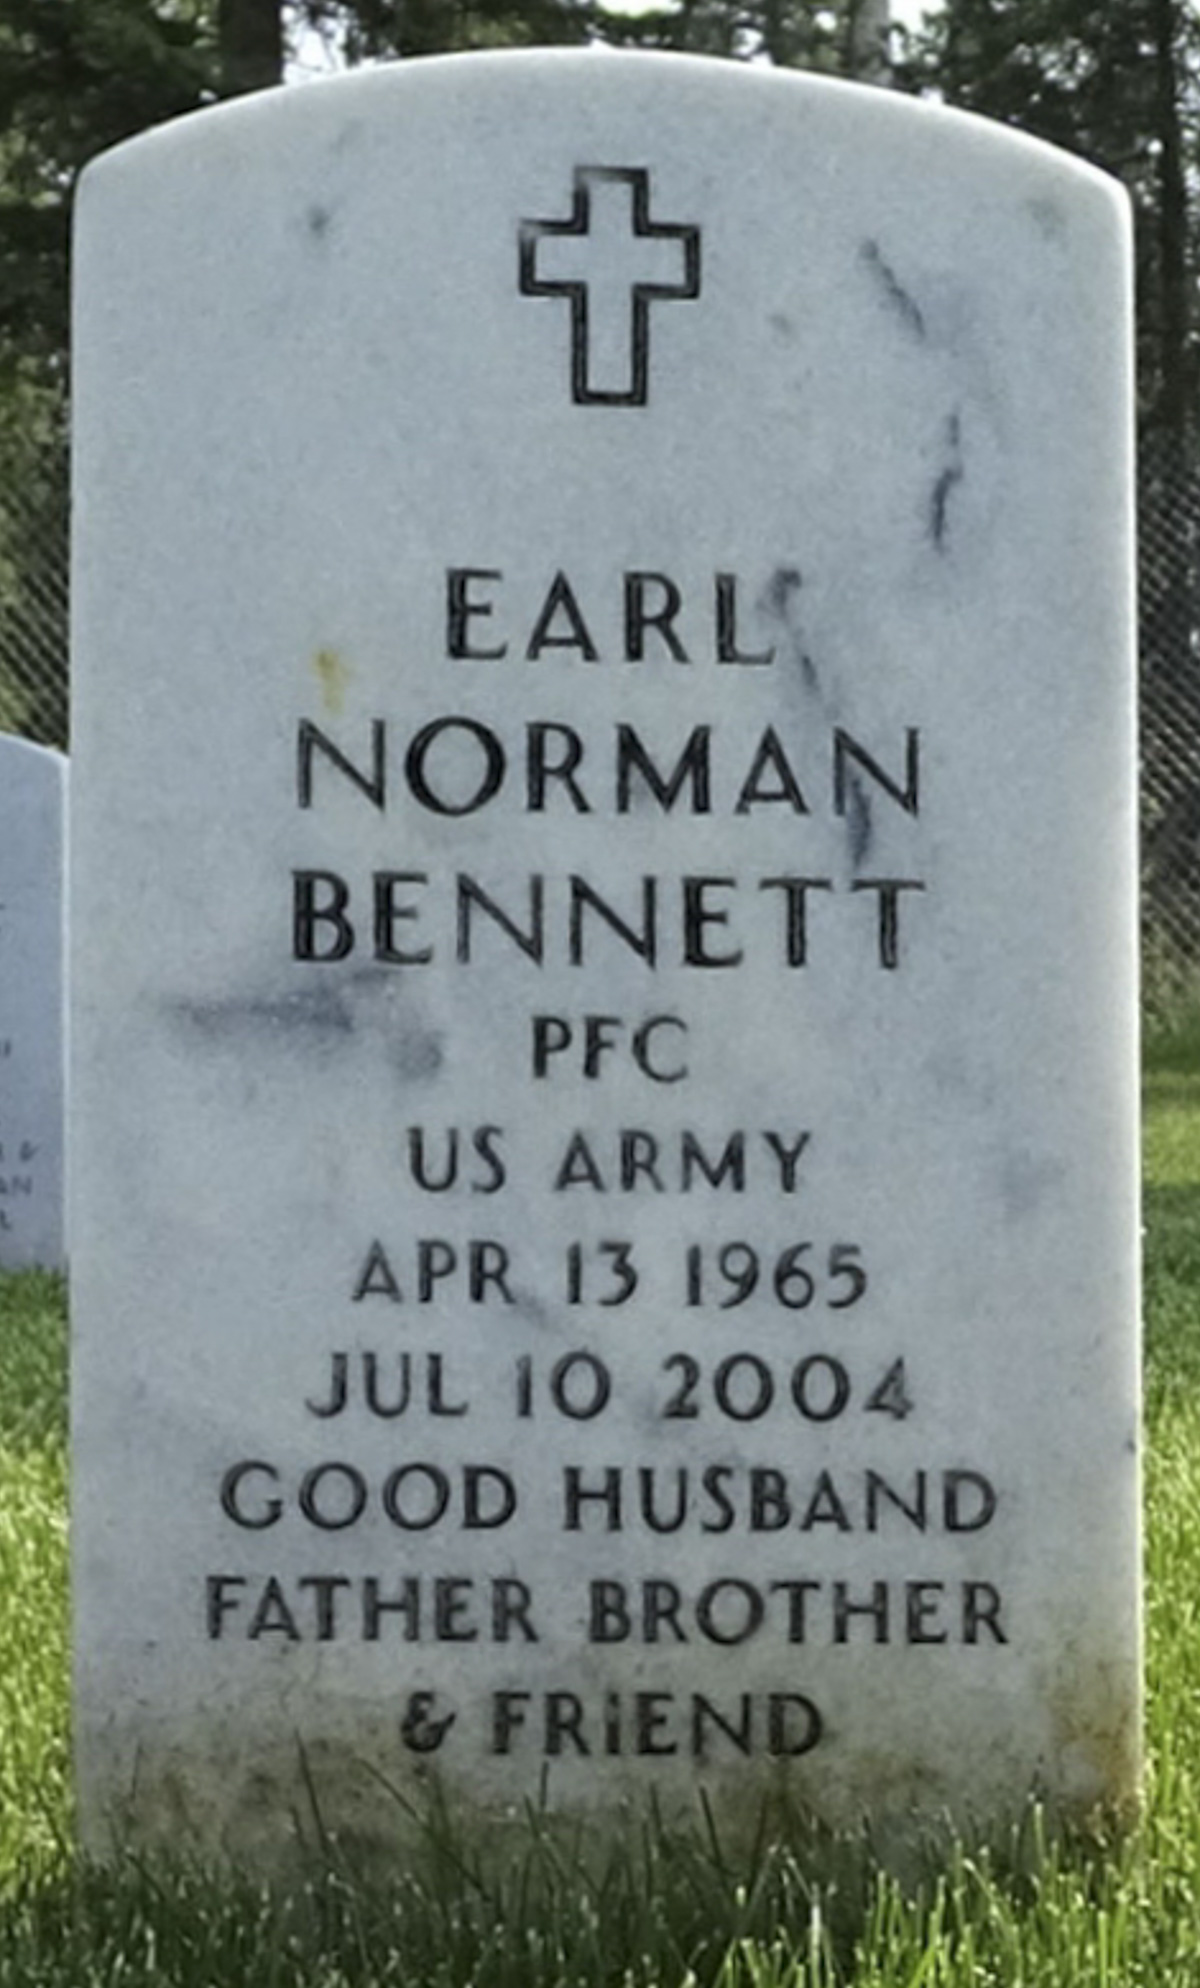 EARL
NORMAN
BENNETT
PFC
US ARMY
APR 13 1965
JUL 10 2004
GOOD HUSBAND
FATHER BROTHER
& FRIEND